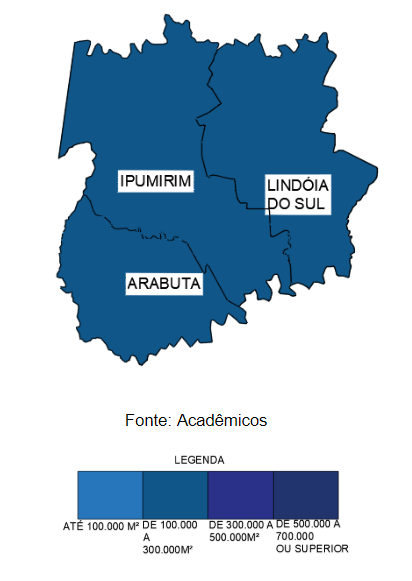 IPUMIRIM
LINDÓIA
DO SUL
ARABUTA
Fonte: Acadêmicos
LEGENDA
ATÉ 100.000 M²
DE 100.000
A
300.000M²
DE 300.000 A
500.000M²
DE 500.000 A
700.000
OU SUPERIOR